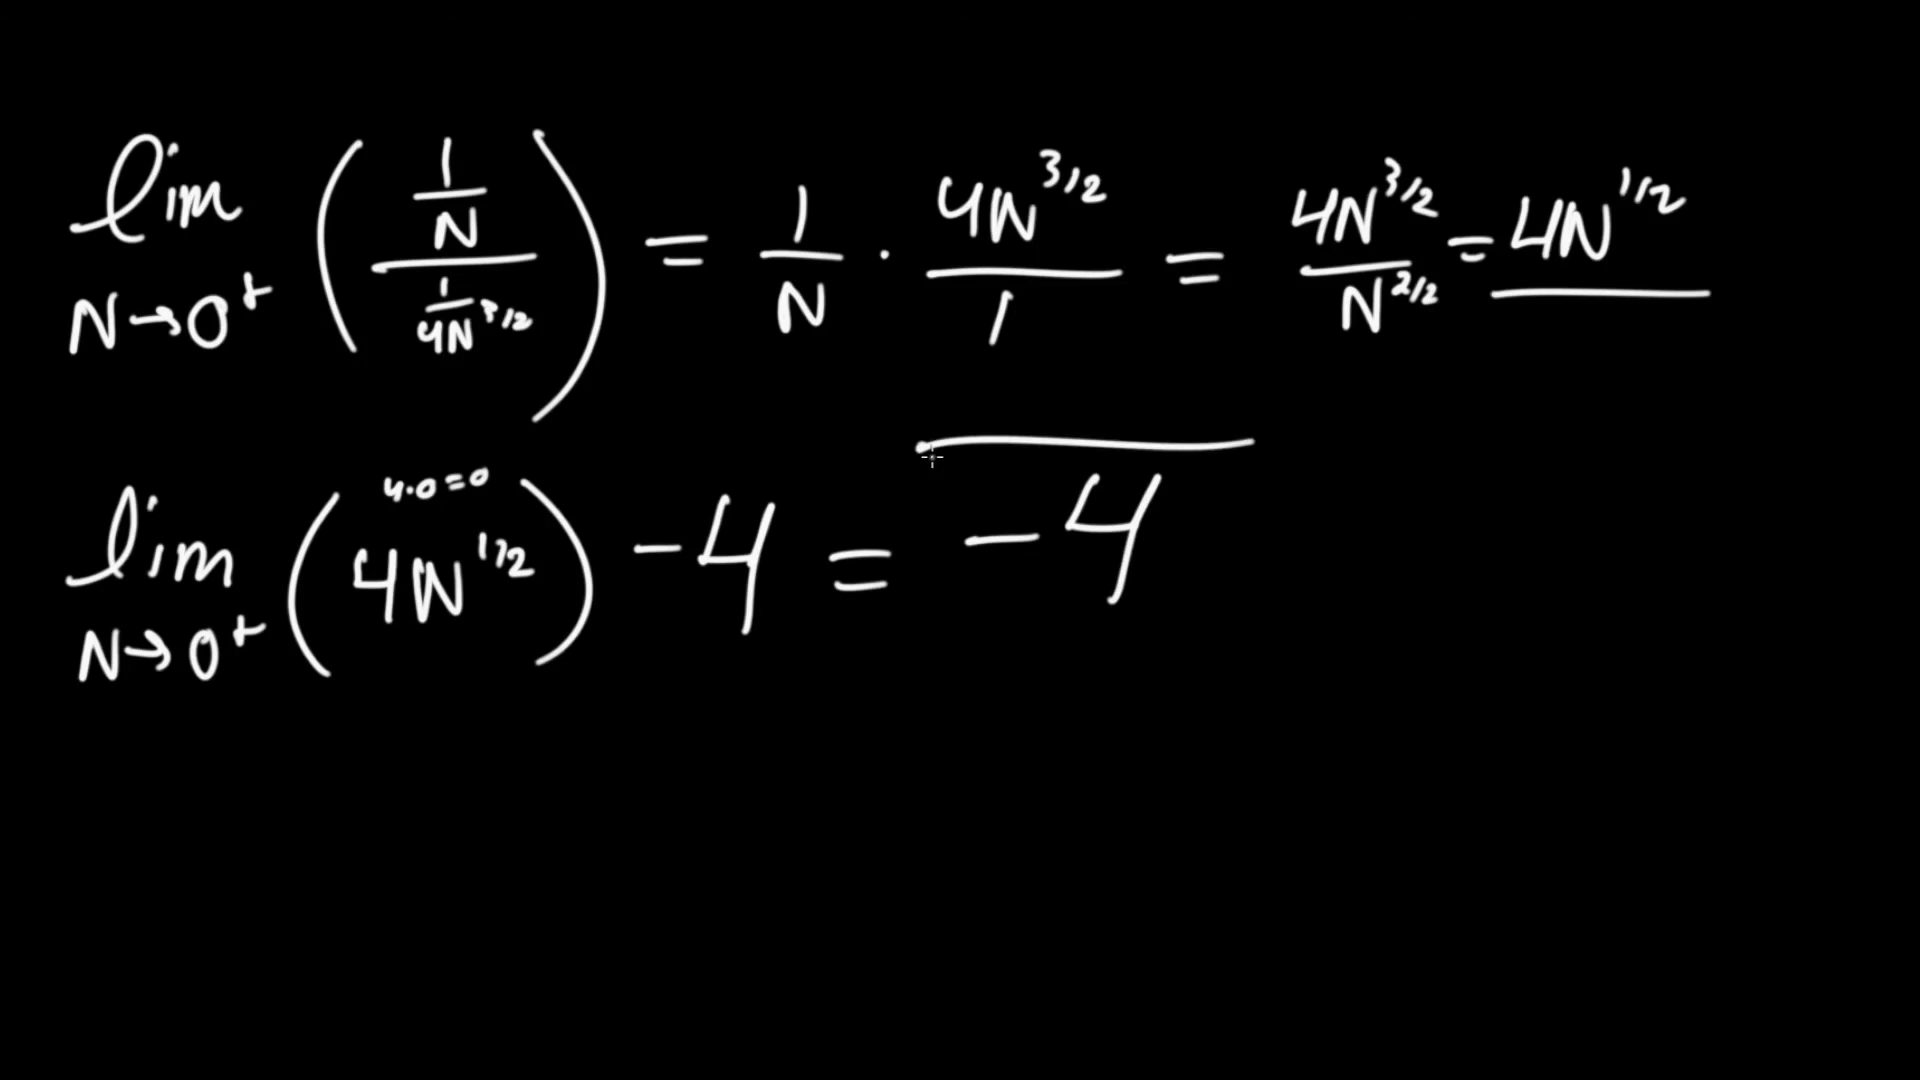 lim N→0⁺ ( (1/N) / (1/4N^3/2) ) = 1/N · 4N^3/2 / 1 = 4N^3/2 / N^2/2 = 4N^1/2
4·0=0
lim N→0⁺ ( 4N^1/2 ) - 4 = - 4